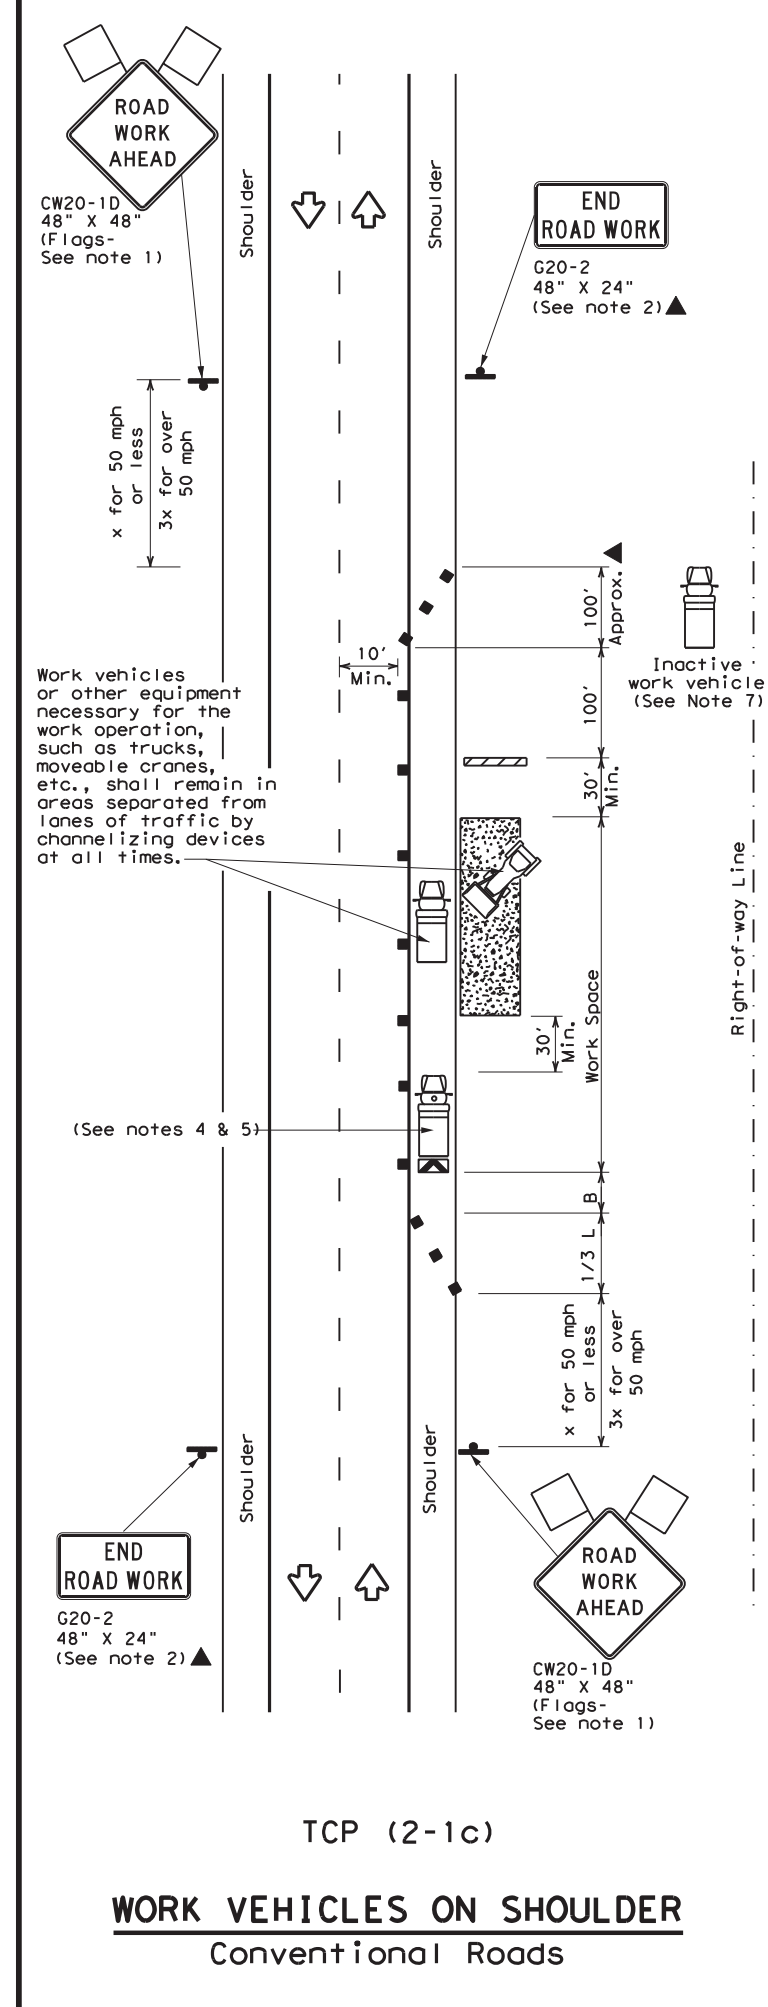 ROAD
WORK
AHEAD
CW20-1D
48" X 48"
(Flags-
See note 1)
Shoulder
Shoulder
END
ROAD WORK
G20-2
48" X 24"
(See note 2)
x for 50 mph
or less
3x for over
50 mph
100'
Approx.
10'
Min.
100'
Inactive
work vehicle
(See Note 7)
Work vehicles
or other equipment
necessary for the
work operation,
such as trucks,
moveable cranes,
etc., shall remain in
areas separated from
lanes of traffic by
channelizing devices
at all times.
30'
Min.
Right-of-way Line
Work Space
30'
Min.
(See notes 4 & 5)
B
1/3 L
x for 50 mph
or less
3x for over
50 mph
Shoulder
Shoulder
END
ROAD WORK
G20-2
48" X 24"
(See note 2)
ROAD
WORK
AHEAD
CW20-1D
48" X 48"
(Flags-
See note 1)
TCP (2-1c)
WORK VEHICLES ON SHOULDER
Conventional Roads